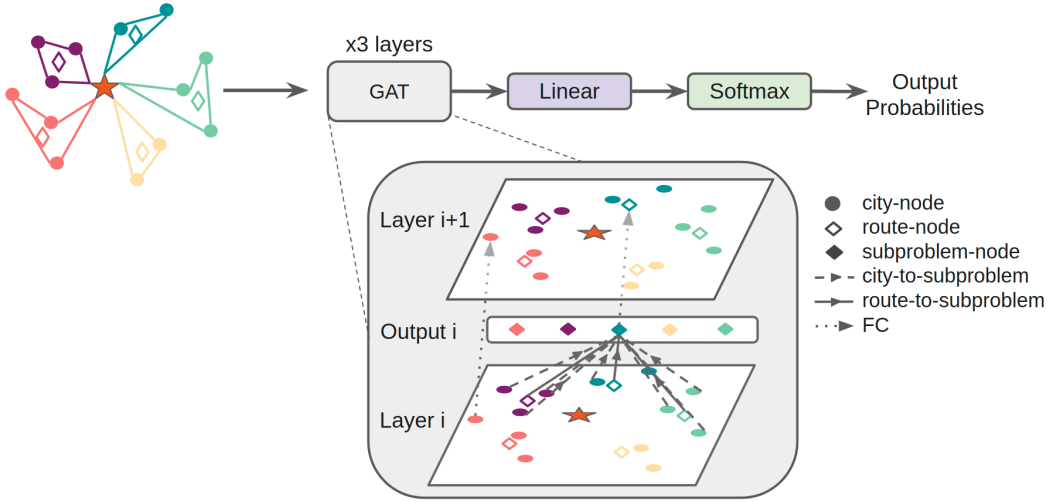 x3 layers
GAT
Linear
Softmax
Output
Probabilities
Layer i+1
Output i
Layer i
city-node
route-node
subproblem-node
city-to-subproblem
route-to-subproblem
FC